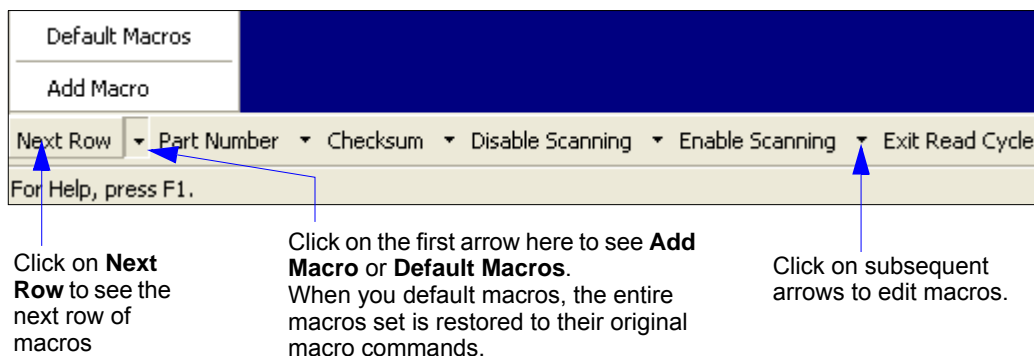 Default Macros
Add Macro
Next Row Part Number Checksum Disable Scanning Enable Scanning Exit Read Cycle
For Help, press F1.
Click on Next
Row to see the
next row of
macros
Click on the first arrow here to see Add
Macro or Default Macros.
When you default macros, the entire
macros set is restored to their original
macro commands.
Click on subsequent
arrows to edit macros.